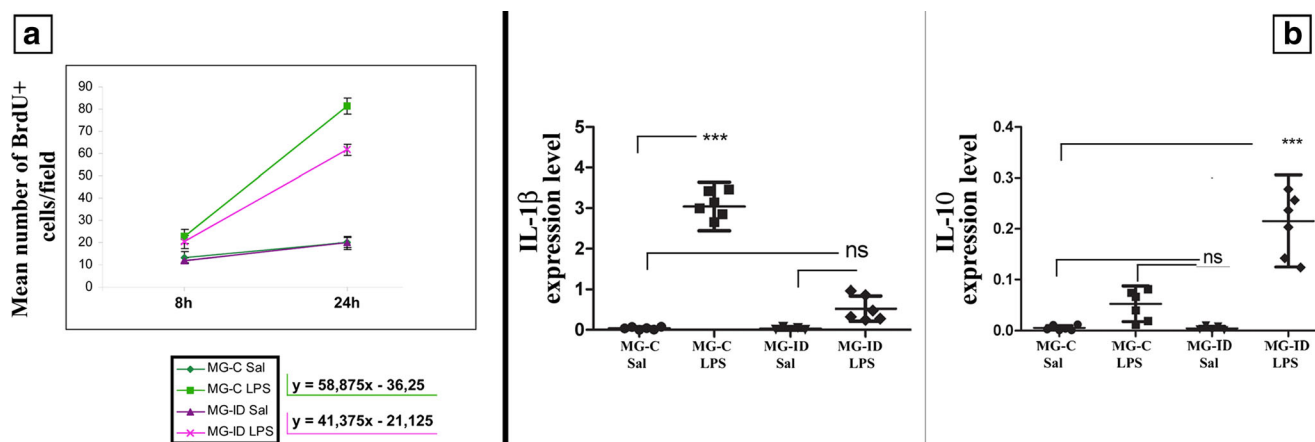 a
Mean number of BrdU+
cells/field
90
80
70
60
50
40
30
20
10
0
8h
24h
MG-C Sal
MG-C LPS
MG-ID Sal
MG-ID LPS
y = 58,875x - 36,25
y = 41,375x - 21,125
IL-1β
expression level
5
4
3
2
1
0
***
ns
MG-C
Sal
MG-C
LPS
MG-ID
Sal
MG-ID
LPS
b
IL-10
expression level
0.4
0.3
0.2
0.1
0.0
***
ns
MG-C
Sal
MG-C
LPS
MG-ID
Sal
MG-ID
LPS